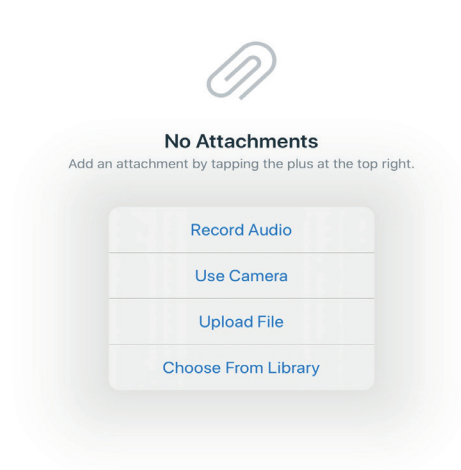 No Attachments
Add an attachment by tapping the plus at the top right.
Record Audio
Use Camera
Upload File
Choose From Library